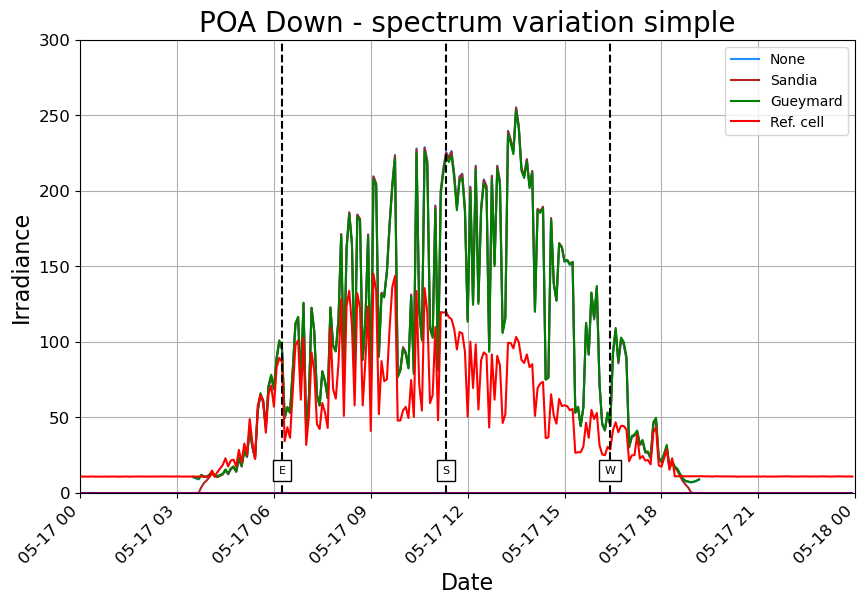 POA Down - spectrum variation simple
300
250
200
150
100
50
0
Irradiance
None
Sandia
Gueymard
Ref. cell
E
S
W
05-17 00
05-17 03
05-17 06
05-17 09
05-17 12
05-17 15
05-17 18
05-17 21
05-18 00
Date